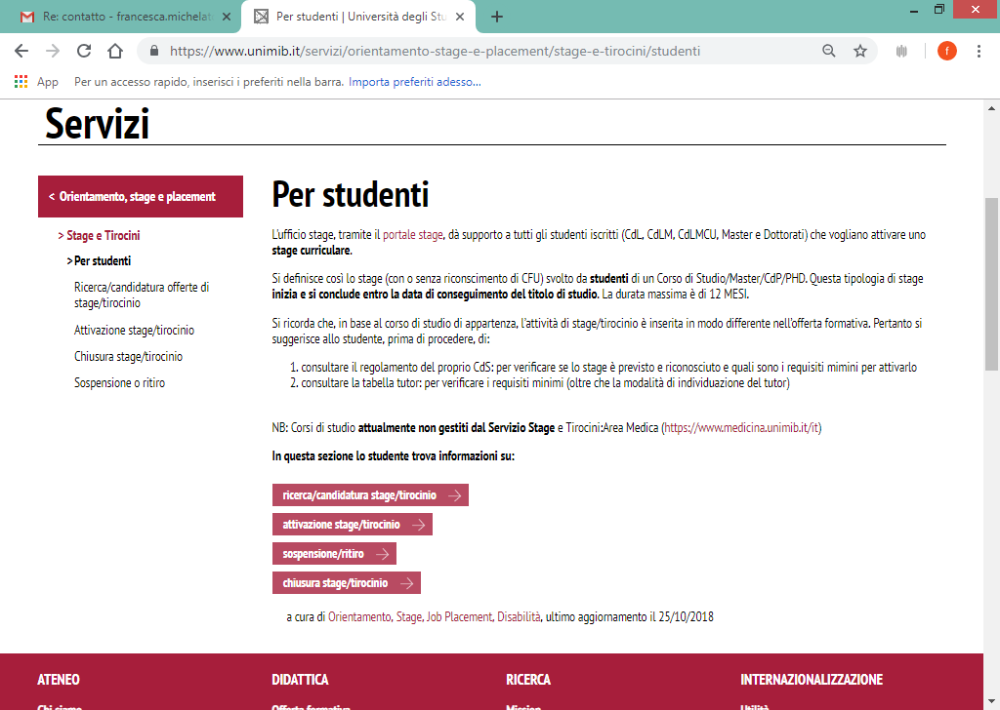 Re: contatto - francesca.michelat
Per studenti | Università degli Stu
https://www.unimib.it/servizi/orientamento-stage-e-placement/stage-e-tirocini/studenti
f
App
Per un accesso rapido, inserisci i preferiti nella barra. Importa preferiti adesso...
Servizi
< Orientamento, stage e placement
> Stage e Tirocini
> Per studenti
Ricerca/candidatura offerte di
stage/tirocinio
Attivazione stage/tirocinio
Chiusura stage/tirocinio
Sospensione o ritiro
Per studenti
L'ufficio stage, tramite il portale stage, dà supporto a tutti gli studenti iscritti (CdL, CdLM, CdLMCU, Master e Dottorati) che vogliano attivare uno
stage curriculare.
Si definisce così lo stage (con o senza riconscimento di CFU) svolto da studenti di un Corso di Studio/Master/CdP/PHD. Questa tipologia di stage
inizia e si conclude entro la data di conseguimento del titolo di studio. La durata massima è di 12 MESI.
Si ricorda che, in base al corso di studio di appartenza, l'attività di stage/tirocinio è inserita in modo differente nell'offerta formativa. Pertanto si
suggerisce allo studente, prima di procedere, di:
1. consultare il regolamento del proprio CdS: per verificare se lo stage è previsto e riconosciuto e quali sono i requisiti mimini per attivarlo
2. consultare la tabella tutor: per verificare i requisiti minimi (oltre che la modalità di individuazione del tutor)
NB: Corsi di studio attualmente non gestiti dal Servizio Stage e Tirocini:Area Medica (https://www.medicina.unimib.it/it)
In questa sezione lo studente trova informazioni su:
ricerca/candidatura stage/tirocinio
attivazione stage/tirocinio
sospensione/ritiro
chiusura stage/tirocinio
a cura di Orientamento, Stage, Job Placement, Disabilità, ultimo aggiornamento il 25/10/2018
ATENEO
DIDATTICA
RICERCA
INTERNAZIONALIZZAZIONE
Chi siamo
Offerta formativa
Mission
Utilità